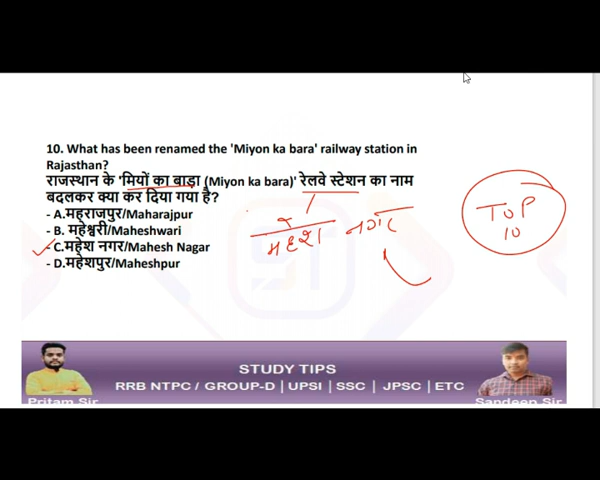 10. What has been renamed the 'Miyon ka bara' railway station in
Rajasthan?
राजस्थान के 'मियों का बाड़ा (Miyon ka bara)' रेलवे स्टेशन का नाम
बदलकर क्या कर दिया गया है?
- A.महाराजपुर/Maharajpur
- B. महेश्वरी/Maheshwari
- C.महेश नगर/Mahesh Nagar
- D.महेशपुर/Maheshpur
महेश नगर
TOP
10
STUDY TIPS
RRB NTPC / GROUP-D | UPSI | SSC | JPSC | ETC
Pritam Sir
Sandeep Sir